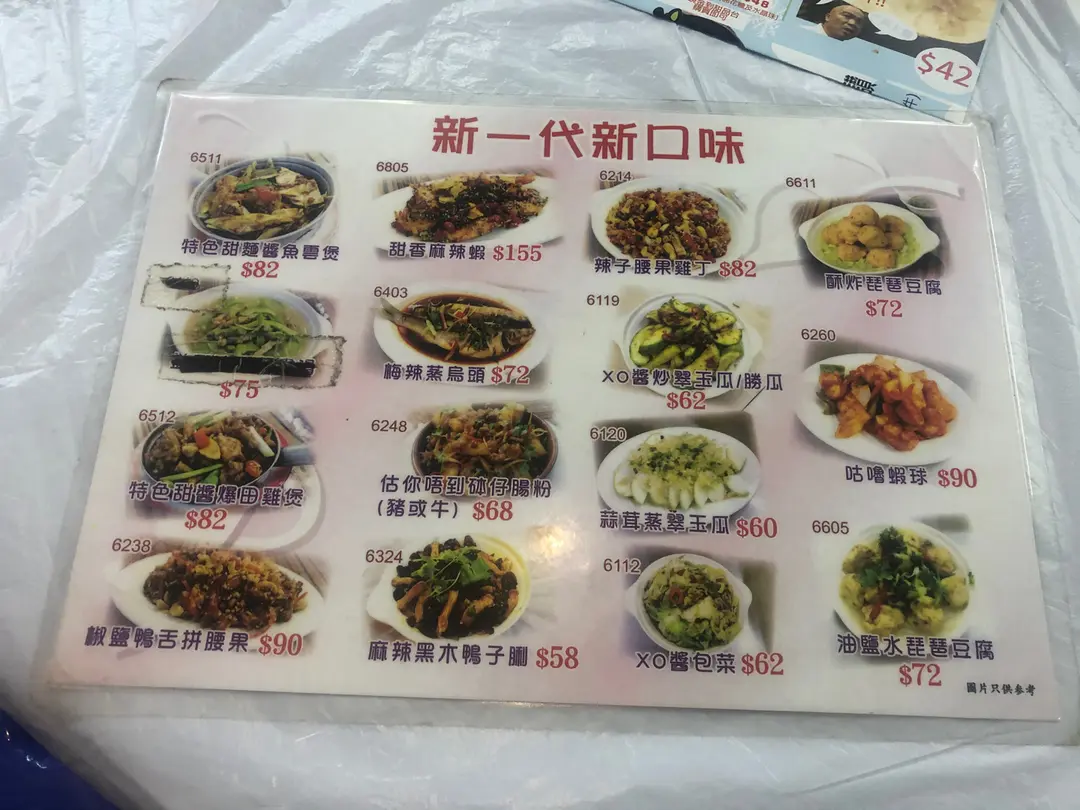 $42
新一代新口味
6511
特色甜麵醬魚雲煲
$82
6805
甜香麻辣蝦 $155
6214
辣子腰果雞丁 $82
6611
酥炸琵琶豆腐
$72
$75
6403
梅辣蒸烏頭 $72
6119
XO醬炒翠玉瓜/勝瓜
$62
6260
咕嚕蝦球 $90
6512
特色甜醬爆田雞煲
$82
6248
估你唔到砵仔腸粉
(豬或牛) $68
6120
蒜茸蒸翠玉瓜 $60
6605
油鹽水琵琶豆腐
$72
6238
椒鹽鴨舌拼腰果 $90
6324
麻辣黑木鴨子脷 $58
6112
XO醬包菜 $62
圖片只供參考